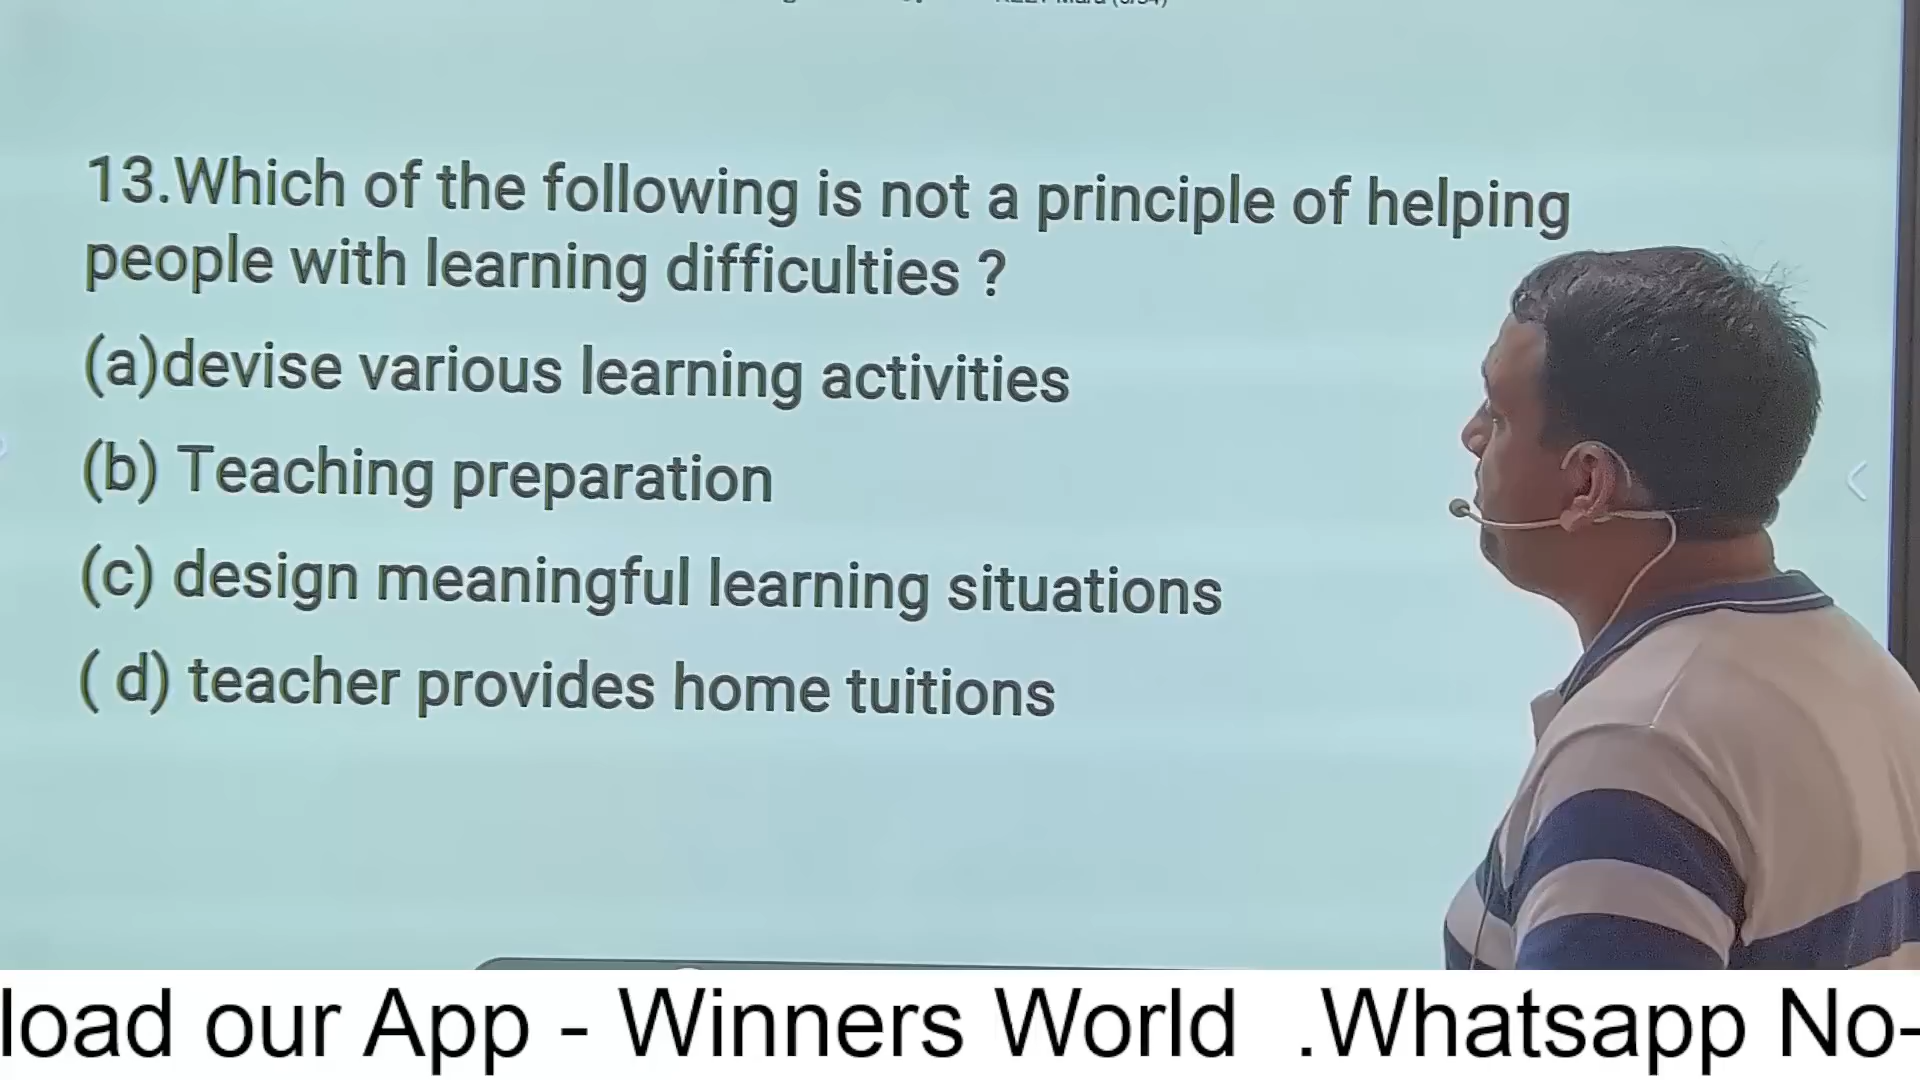 13.Which of the following is not a principle of helping
people with learning difficulties ?
(a)devise various learning activities
(b) Teaching preparation
(c) design meaningful learning situations
( d) teacher provides home tuitions
load our App - Winners World .Whatsapp No-